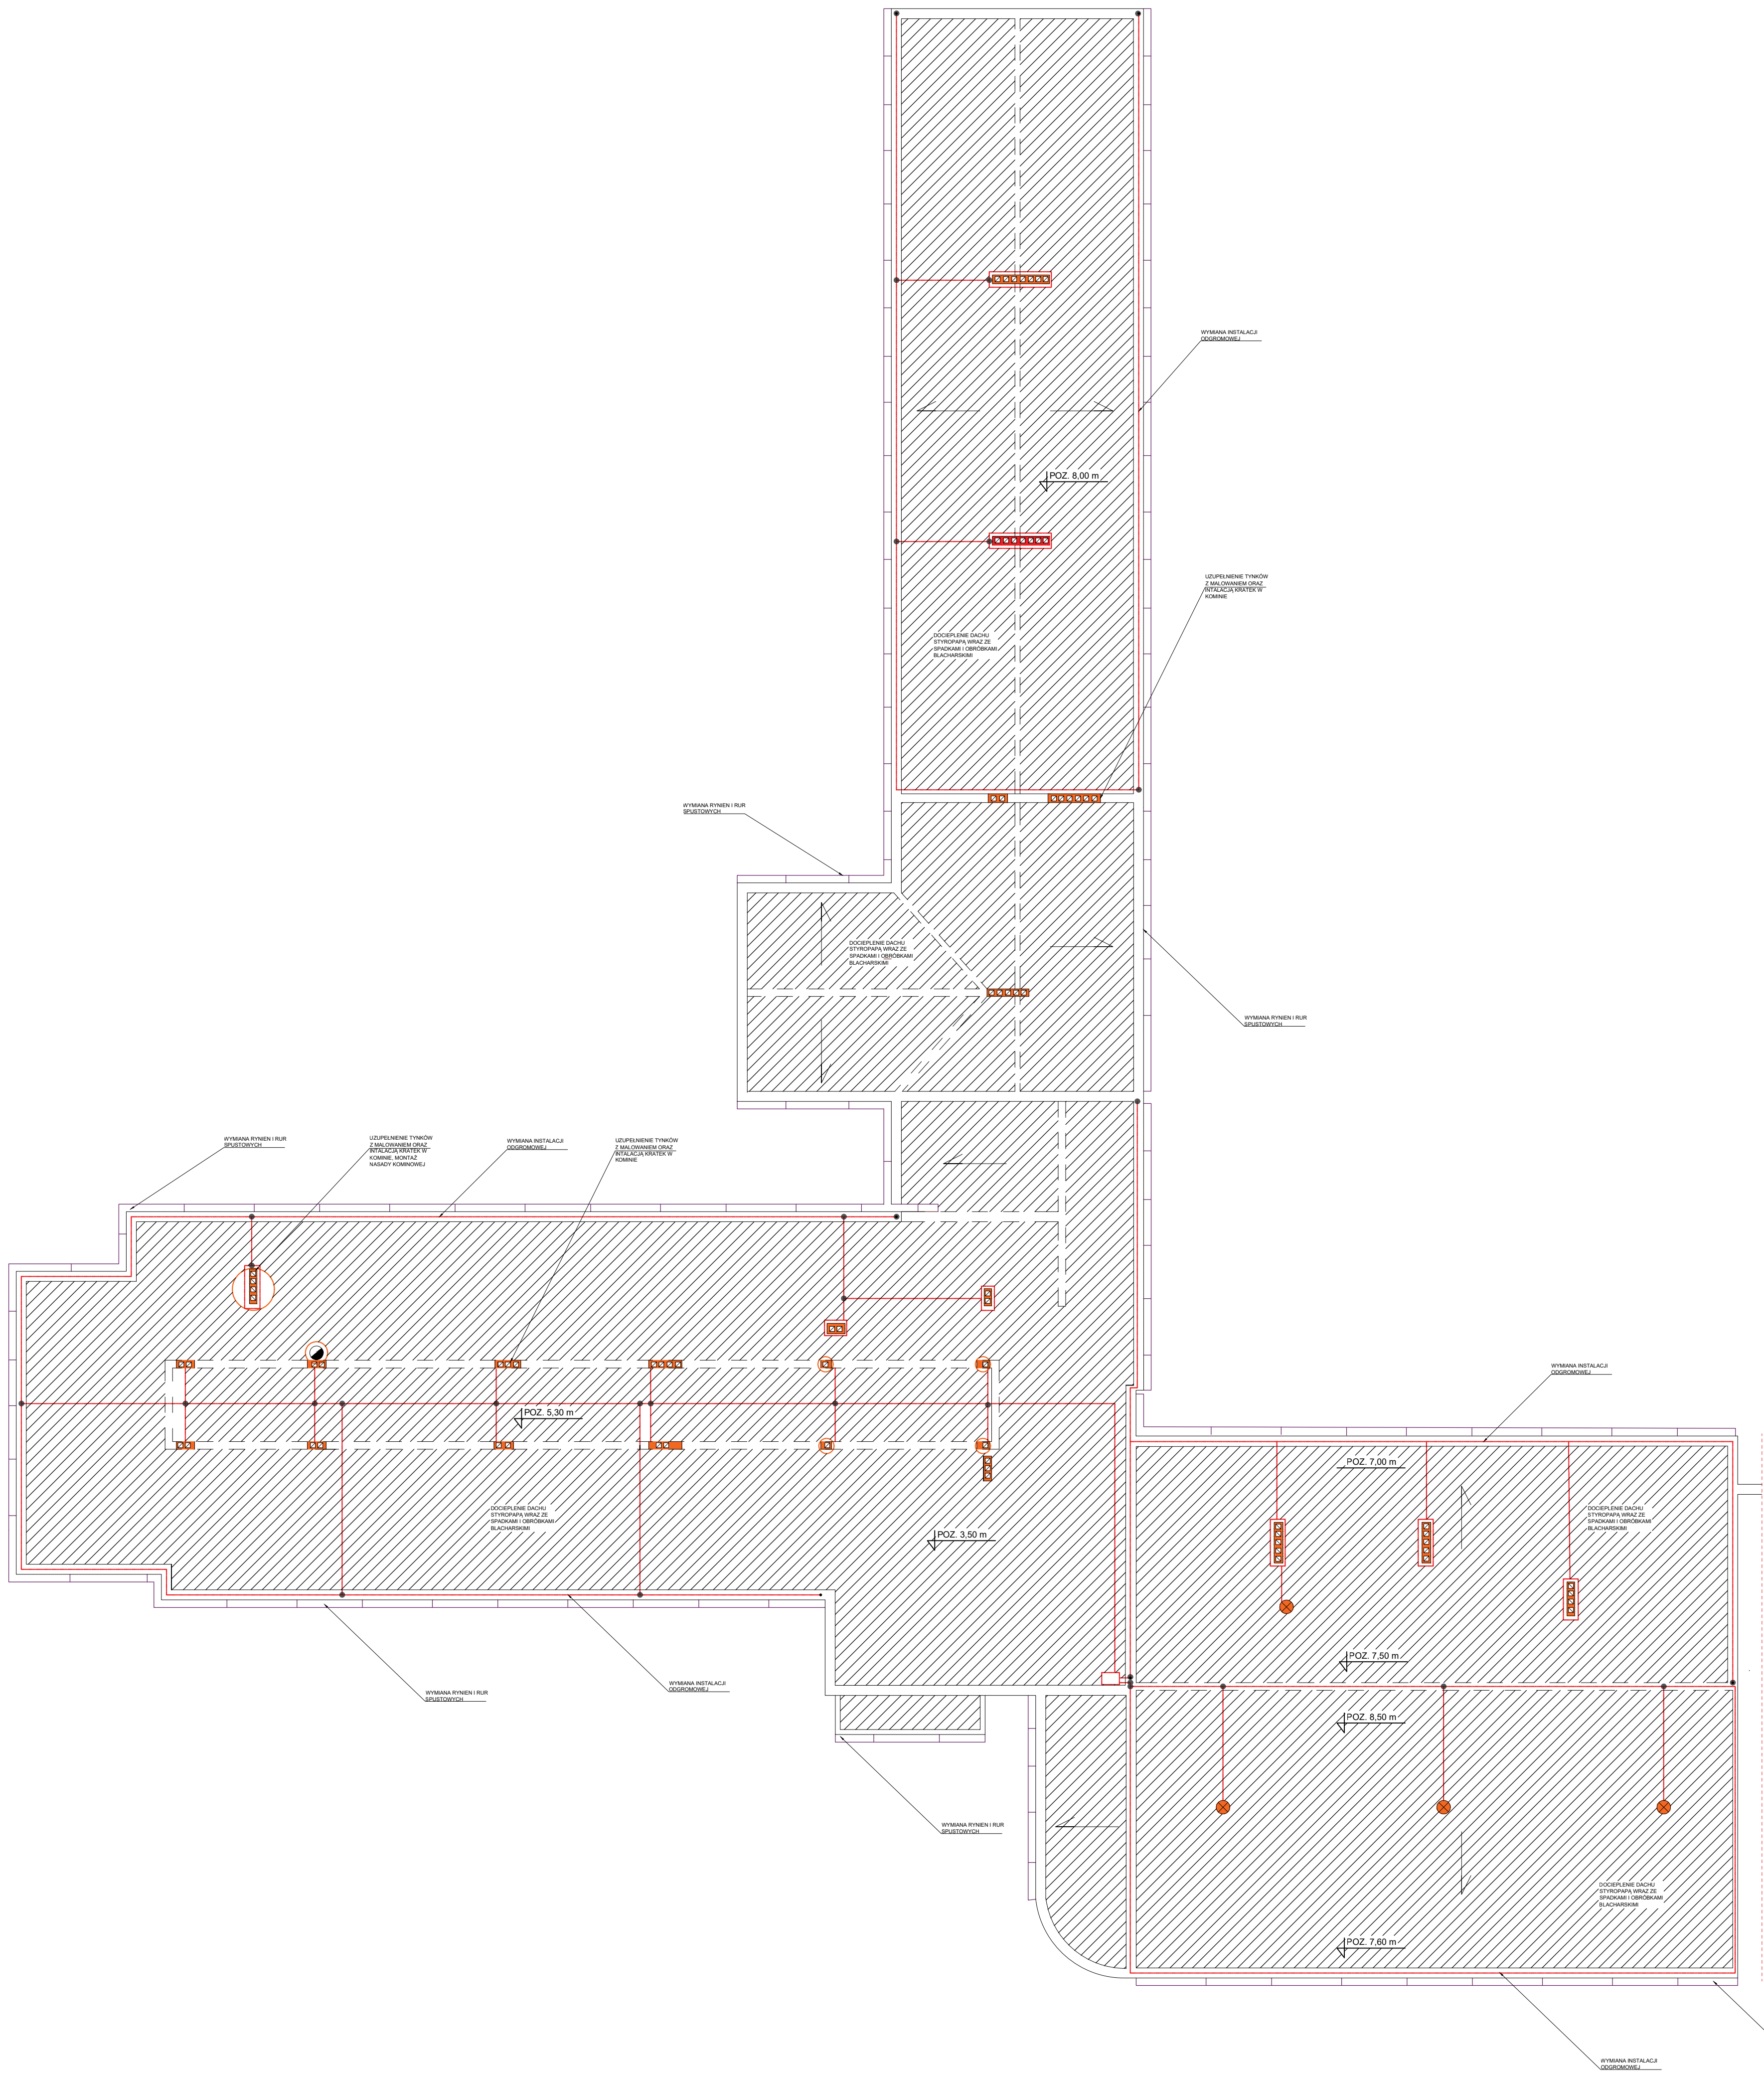 WYMIANA INSTALACJI
ODGROMOWEJ
POZ. 8,00 m
UZUPEŁNIENIE TYNKÓW
Z MALOWANIEM ORAZ
INTALACJĄ KRATEK W
KOMINIE
DOCIEPLENIE DACHU
STYROPAPĄ WRAZ ZE
SPADKAMI I OBRÓBKAMI
BLACHARSKIMI
WYMIANA RYNIEN I RUR
SPUSTOWYCH
DOCIEPLENIE DACHU
STYROPAPĄ WRAZ ZE
SPADKAMI I OBRÓBKAMI
BLACHARSKIMI
WYMIANA RYNIEN I RUR
SPUSTOWYCH
WYMIANA RYNIEN I RUR
SPUSTOWYCH
UZUPEŁNIENIE TYNKÓW
Z MALOWANIEM ORAZ
INTALACJĄ KRATEK W
KOMINIE, MONTAŻ
NASADY KOMINOWEJ
WYMIANA INSTALACJI
ODGROMOWEJ
UZUPEŁNIENIE TYNKÓW
Z MALOWANIEM ORAZ
INTALACJĄ KRATEK W
KOMINIE
WYMIANA INSTALACJI
ODGROMOWEJ
POZ. 5,30 m
POZ. 7,00 m
DOCIEPLENIE DACHU
STYROPAPĄ WRAZ ZE
SPADKAMI I OBRÓBKAMI
BLACHARSKIMI
DOCIEPLENIE DACHU
STYROPAPĄ WRAZ ZE
SPADKAMI I OBRÓBKAMI
BLACHARSKIMI
POZ. 3,50 m
POZ. 7,50 m
WYMIANA INSTALACJI
ODGROMOWEJ
WYMIANA RYNIEN I RUR
SPUSTOWYCH
POZ. 8,50 m
WYMIANA RYNIEN I RUR
SPUSTOWYCH
DOCIEPLENIE DACHU
STYROPAPĄ WRAZ ZE
SPADKAMI I OBRÓBKAMI
BLACHARSKIMI
POZ. 7,60 m
WYMIANA INSTALACJI
ODGROMOWEJ